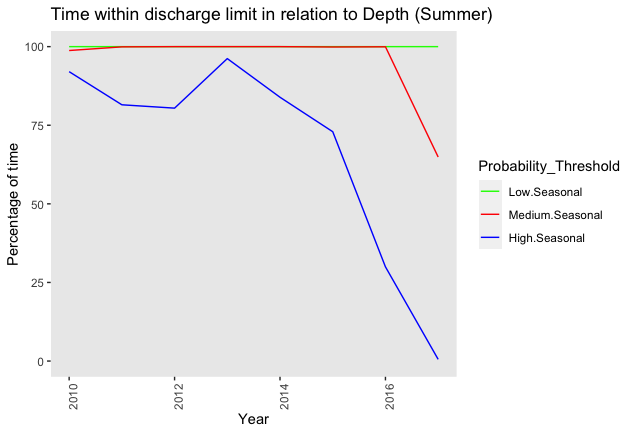 Time within discharge limit in relation to Depth (Summer)
Percentage of time
100
75
50
25
0
2010
2012
2014
2016
Year
Probability_Threshold
Low.Seasonal
Medium.Seasonal
High.Seasonal